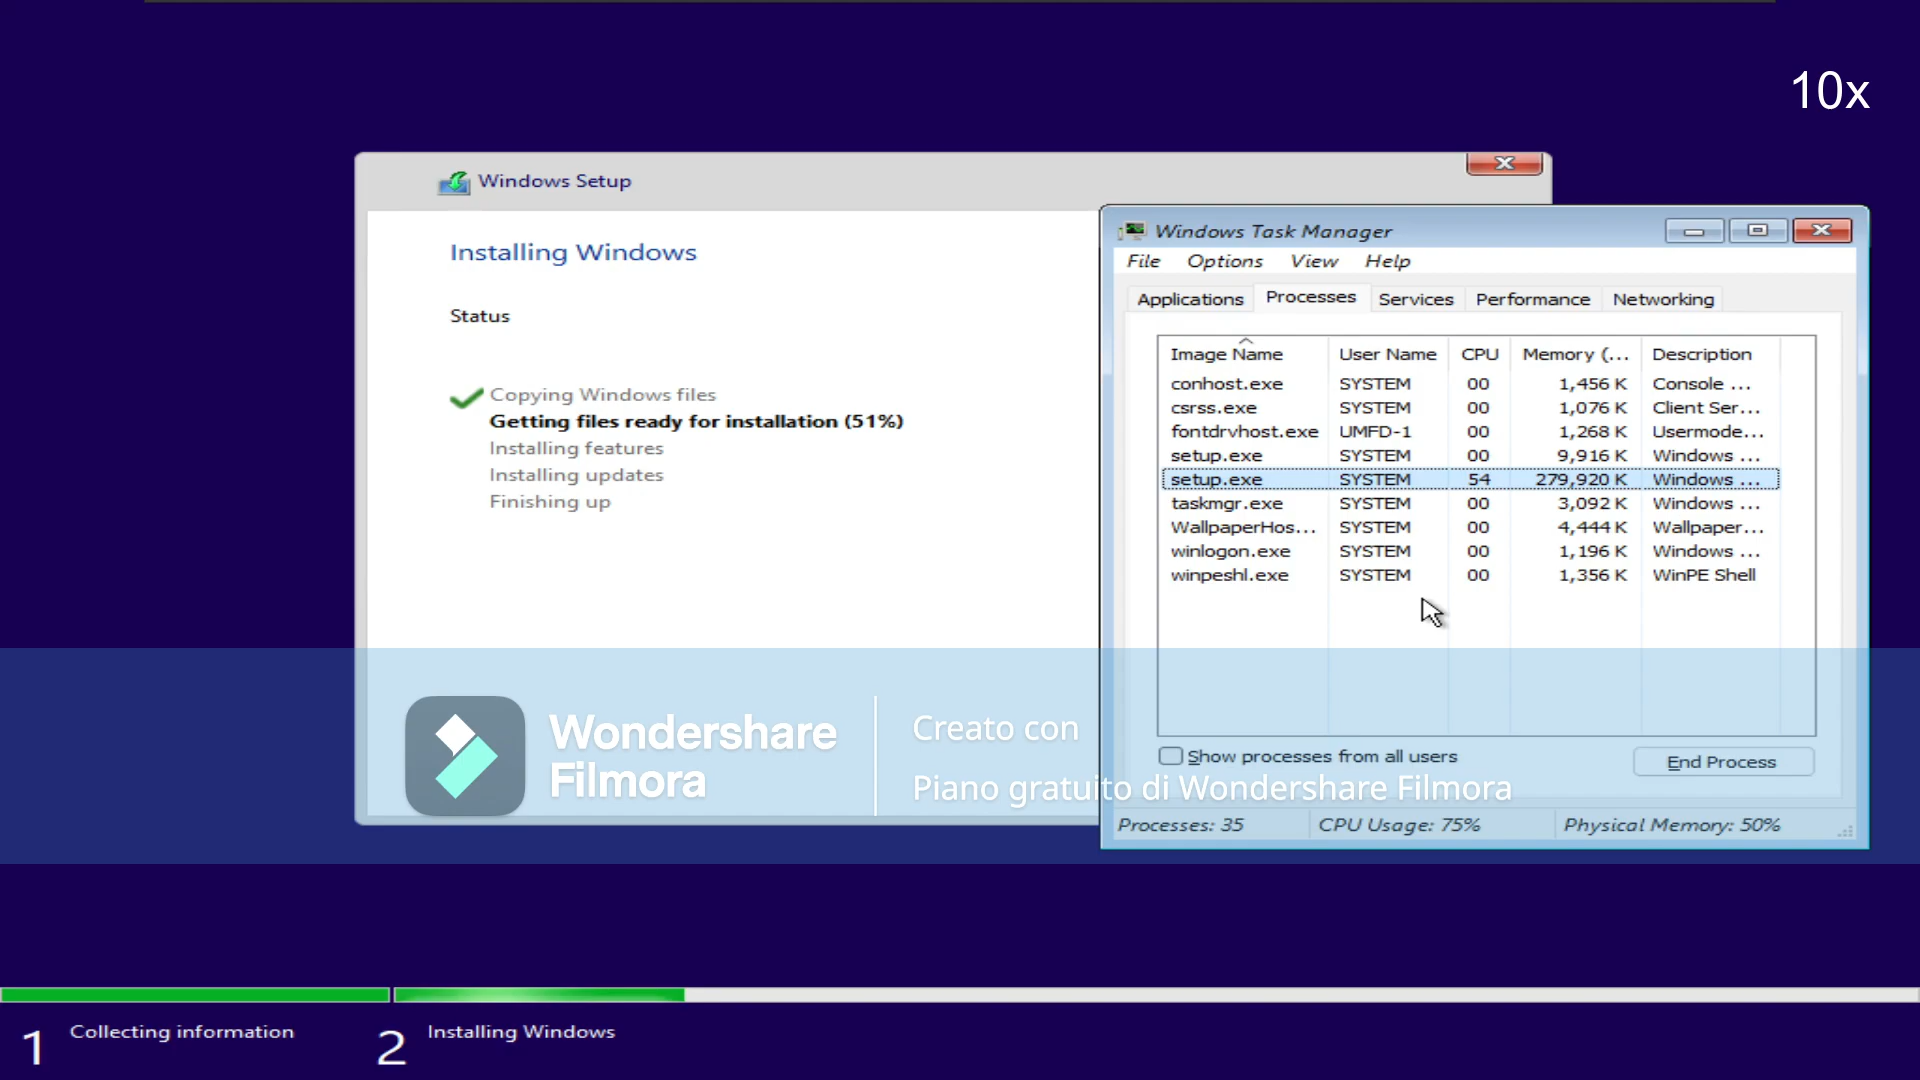 10x
Windows Setup
Installing Windows
Status
Copying Windows files
Getting files ready for installation (51%)
Installing features
Installing updates
Finishing up
Windows Task Manager
File Options View Help
Applications Processes Services Performance Networking
Image Name User Name CPU Memory (... Description
conhost.exe SYSTEM 00 1,456 K Console ...
csrss.exe SYSTEM 00 1,076 K Client Ser...
fontdrvhost.exe UMFD-1 00 1,268 K Usermode...
setup.exe SYSTEM 00 9,916 K Windows ...
setup.exe SYSTEM 54 279,920 K Windows ...
taskmgr.exe SYSTEM 00 3,092 K Windows ...
WallpaperHos... SYSTEM 00 4,444 K Wallpaper...
winlogon.exe SYSTEM 00 1,196 K Windows ...
winpeshl.exe SYSTEM 00 1,356 K WinPE Shell
Show processes from all users End Process
Processes: 35 CPU Usage: 75% Physical Memory: 50%
Wondershare
Filmora
Creato con
Piano gratuito di Wondershare Filmora
1 Collecting information 2 Installing Windows